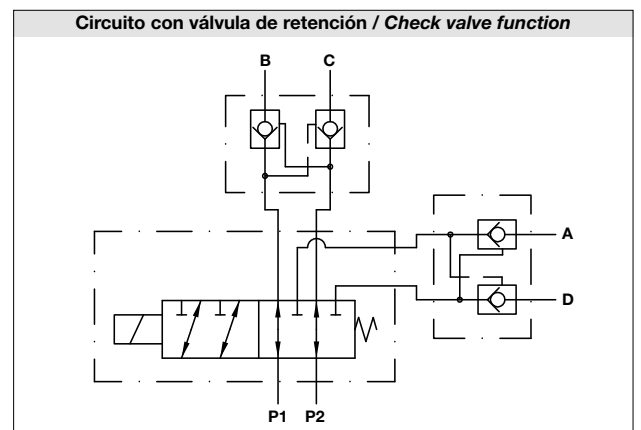 Circuito con válvula de retención / Check valve function
B C
A
D
P1 P2